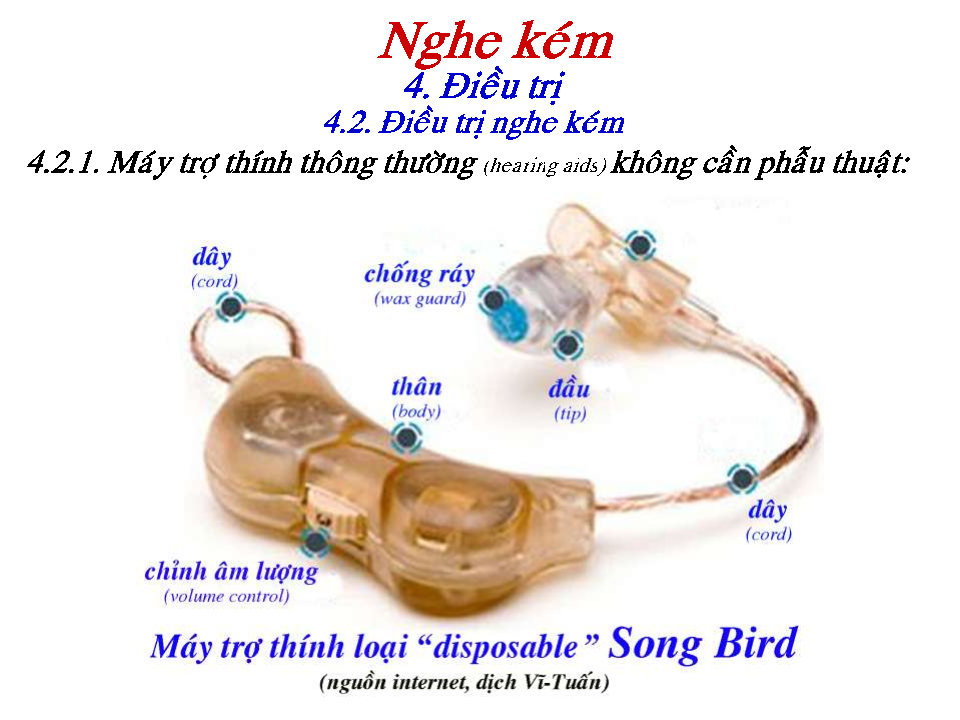 Nghe kém
4. Điều trị
4.2. Điều trị nghe kém
4.2.1. Máy trợ thính thông thường (hearing aids) không cần phẫu thuật:
dây
(cord)
chống ráy
(wax guard)
thân
(body)
đầu
(tip)
dây
(cord)
chỉnh âm lượng
(volume control)
Máy trợ thính loại “disposable” Song Bird
(nguồn internet, dịch Vĩ-Tuấn)